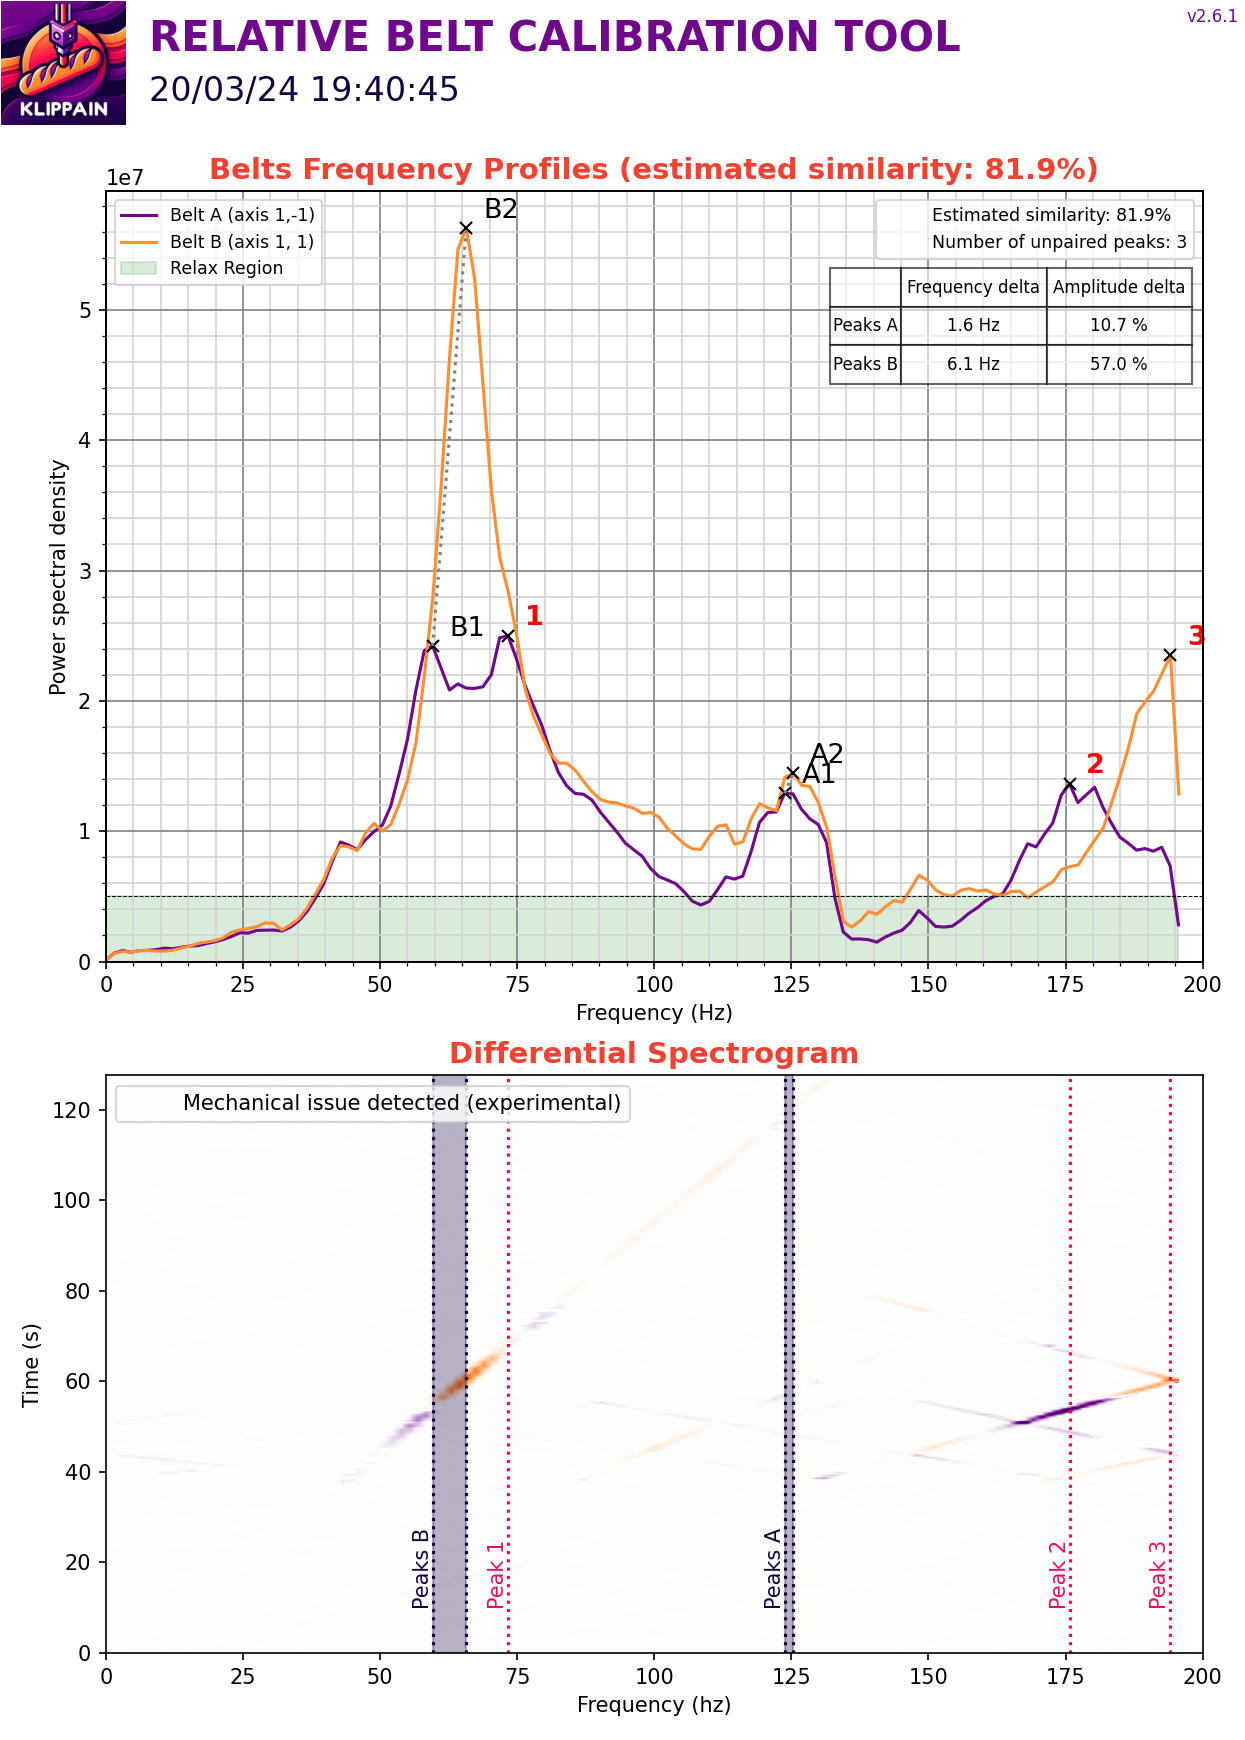 KLIPPAIN
RELATIVE BELT CALIBRATION TOOL
v2.6.1
20/03/24 19:40:45
Belts Frequency Profiles (estimated similarity: 81.9%)
1e7
Belt A (axis 1,-1)
Belt B (axis 1, 1)
Relax Region
Estimated similarity: 81.9%
Number of unpaired peaks: 3
Frequency delta Amplitude delta
Peaks A 1.6 Hz 10.7 %
Peaks B 6.1 Hz 57.0 %
B2
B1
1
A2
A1
2
3
Power spectral density
5
4
3
2
1
0
0 25 50 75 100 125 150 175 200
Frequency (Hz)
Differential Spectrogram
Mechanical issue detected (experimental)
Time (s)
120
100
80
60
40
20
0
Peaks B
Peak 1
Peaks A
Peak 2
Peak 3
0 25 50 75 100 125 150 175 200
Frequency (hz)